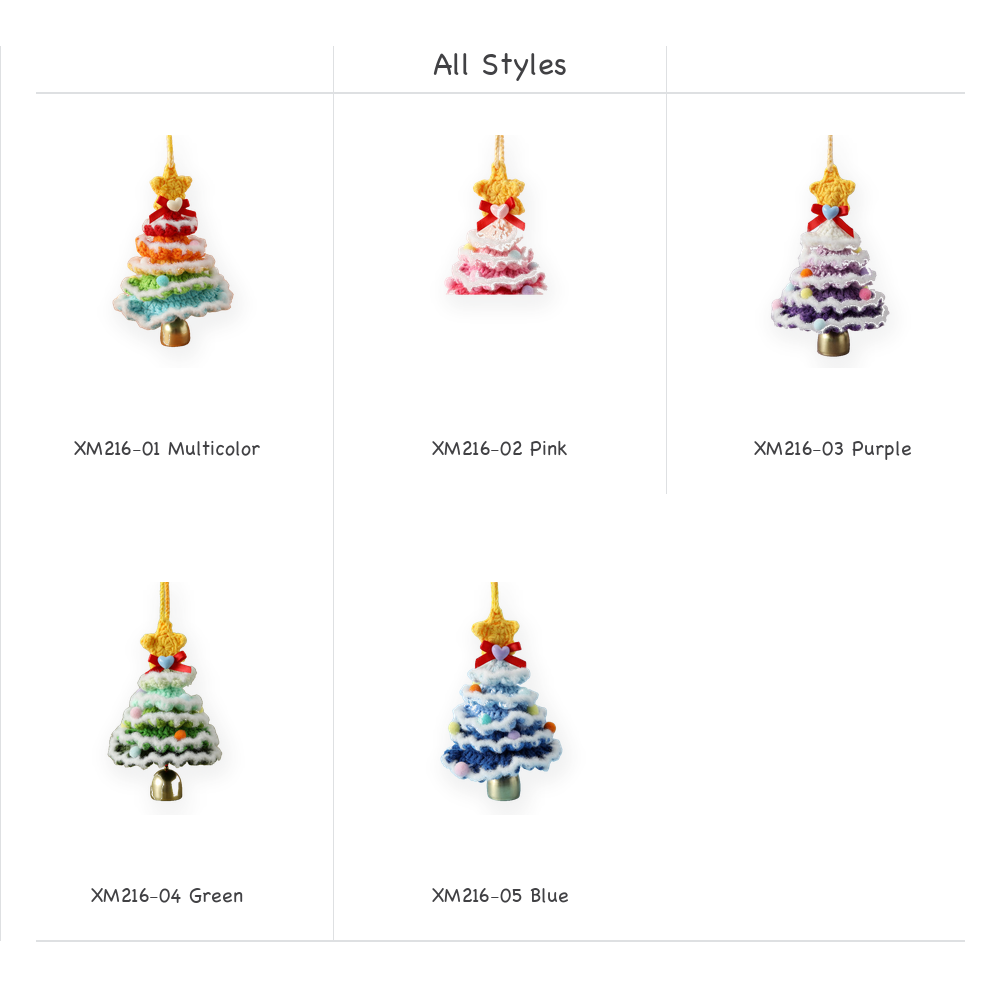 All Styles
XM216-01 Multicolor
XM216-02 Pink
XM216-03 Purple
XM216-04 Green
XM216-05 Blue